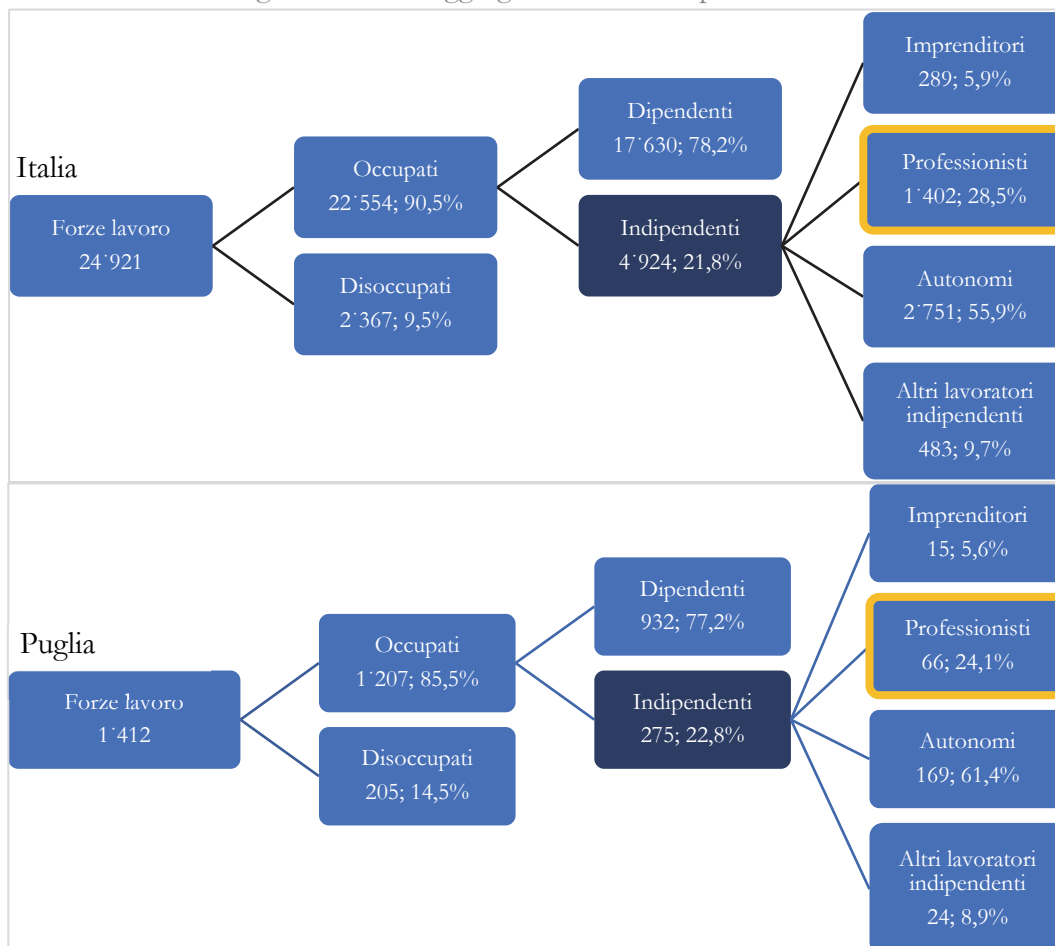 Italia
Forze lavoro
24˙921
Occupati
22˙554; 90,5%
Disoccupati
2˙367; 9,5%
Dipendenti
17˙630; 78,2%
Indipendenti
4˙924; 21,8%
Imprenditori
289; 5,9%
Professionisti
1˙402; 28,5%
Autonomi
2˙751; 55,9%
Altri lavoratori
indipendenti
483; 9,7%
Puglia
Forze lavoro
1˙412
Occupati
1˙207; 85,5%
Disoccupati
205; 14,5%
Dipendenti
932; 77,2%
Indipendenti
275; 22,8%
Imprenditori
15; 5,6%
Professionisti
66; 24,1%
Autonomi
169; 61,4%
Altri lavoratori
indipendenti
24; 8,9%